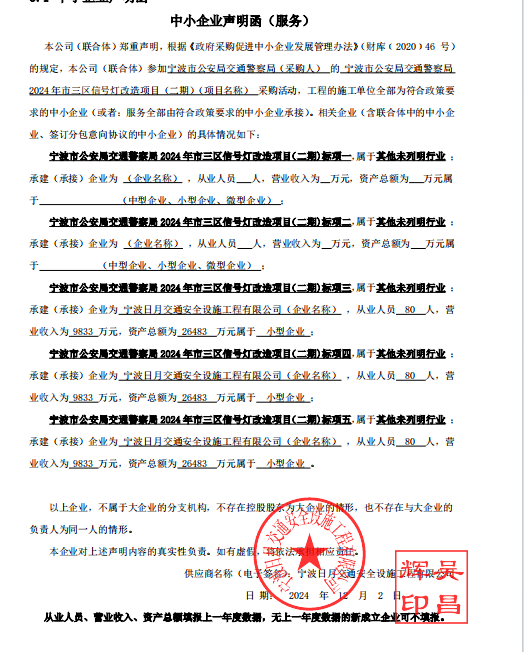 中小企业声明函（服务）
本公司（联合体）郑重声明，根据《政府采购促进中小企业发展管理办法》（财库﹝2020﹞46 号）
的规定，本公司（联合体）参加宁波市公安局交通警察局（采购人）的宁波市公安局交通警察局
2024年市三区信号灯改造项目（二期）（项目名称）采购活动，工程的施工单位全部为符合政策要
求的中小企业（或者：服务全部由符合政策要求的中小企业承接）。相关企业（含联合体中的中小企
业、签订分包意向协议的中小企业）的具体情况如下：
宁波市公安局交通警察局2024年市三区信号灯改造项目(二期)标项一，属于其他未列明行业 ；
承建（承接）企业为 （企业名称） ，从业人员 人，营业收入为 万元，资产总额为 万元属
于 （中型企业、小型企业、微型企业）；
宁波市公安局交通警察局2024年市三区信号灯改造项目(二期)标项二，属于其他未列明行业 ；
承建（承接）企业为 （企业名称） ，从业人员 人，营业收入为 万元，资产总额为 万元属
于 （中型企业、小型企业、微型企业）；
宁波市公安局交通警察局2024年市三区信号灯改造项目(二期)标项三，属于其他未列明行业 ；
承建（承接）企业为 宁波日月交通安全设施工程有限公司（企业名称） ，从业人员 80 人，营
业收入为 9833 万元，资产总额为 26483 万元属于 小型企业 ；
宁波市公安局交通警察局2024年市三区信号灯改造项目(二期)标项四，属于其他未列明行业 ；
承建（承接）企业为 宁波日月交通安全设施工程有限公司（企业名称） ，从业人员 80 人，营
业收入为 9833 万元，资产总额为 26483 万元属于 小型企业 ；
宁波市公安局交通警察局2024年市三区信号灯改造项目(二期)标项五，属于其他未列明行业 ；
承建（承接）企业为 宁波日月交通安全设施工程有限公司（企业名称） ，从业人员 80 人，营
业收入为 9833 万元，资产总额为 26483 万元属于 小型企业 。
以上企业，不属于大企业的分支机构，不存在控股股东为大企业的情形，也不存在与大企业的
负责人为同一人的情形。
本企业对上述声明内容的真实性负责。如有虚假，将依法承担相应责任。
供应商名称（电子签章）：宁波日月交通安全设施工程有限公司
日 期： 2024 年 12 月 2 日
从业人员、营业收入、资产总额填报上一年度数据，无上一年度数据的新成立企业可不填报。
宁波日月交通安全设施工程有限公司
辉吴
印昌